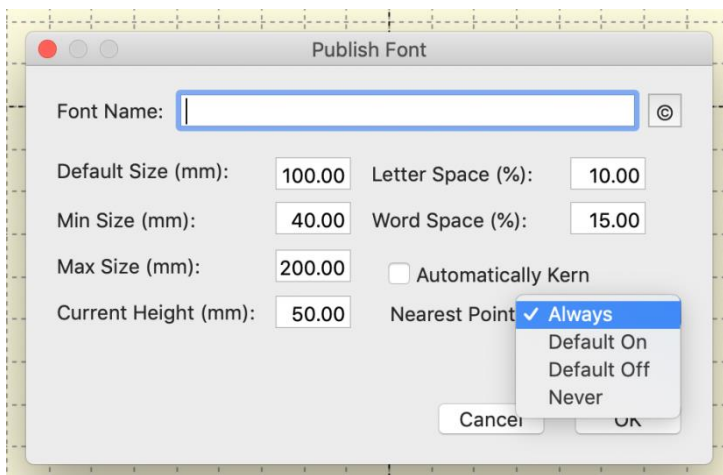 Publish Font
Font Name: ©
Default Size (mm): 100.00 Letter Space (%): 10.00
Min Size (mm): 40.00 Word Space (%): 15.00
Max Size (mm): 200.00 Automatically Kern
Current Height (mm): 50.00 Nearest Point ✓ Always
Default On
Default Off
Never
Cancel OK